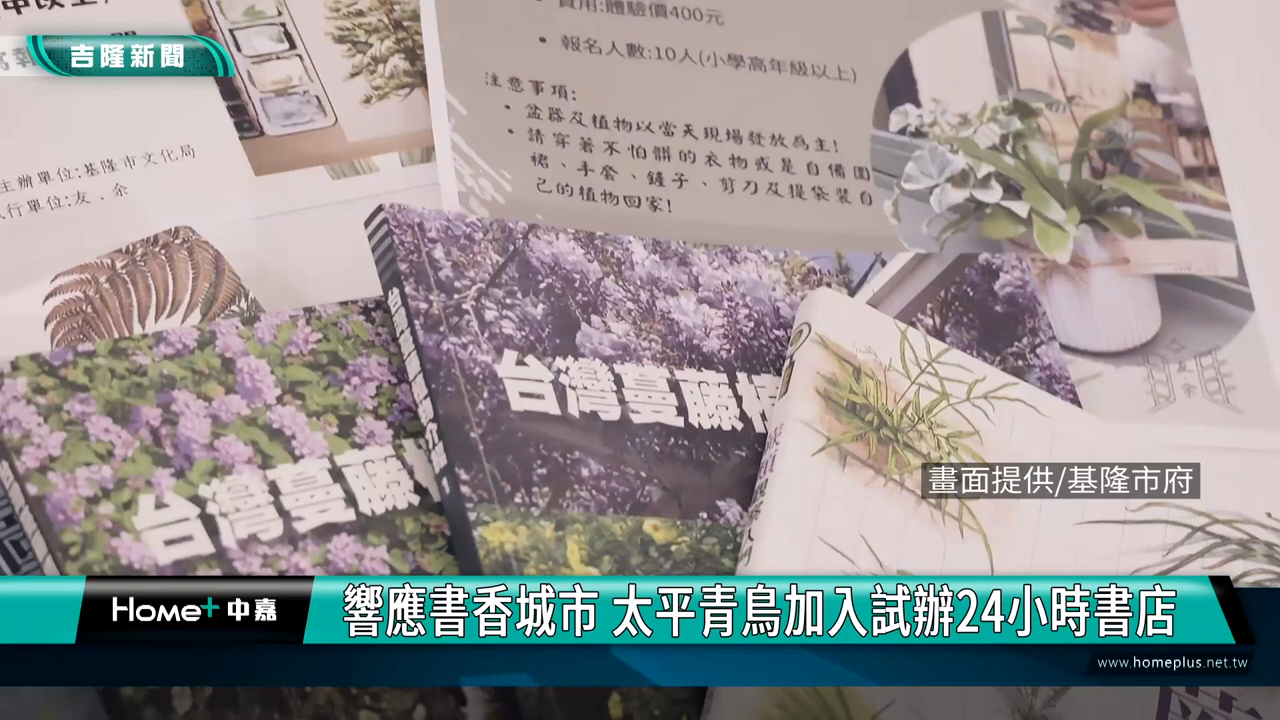 吉隆新聞
費用:體驗價400元
報名人數:10人(小學高年級以上)
注意事項:
盆器及植物以當天現場發放為主!
請穿著不怕髒的衣物或是自備圍
裙、手套、鏟子、剪刀及提袋裝自
己的植物回家!
主辦單位:基隆市文化局
執行單位:友.余
台灣蔓藤
台灣蔓藤
畫面提供/基隆市府
Home+中嘉
響應書香城市 太平青鳥加入試辦24小時書店
www.homeplus.net.tw